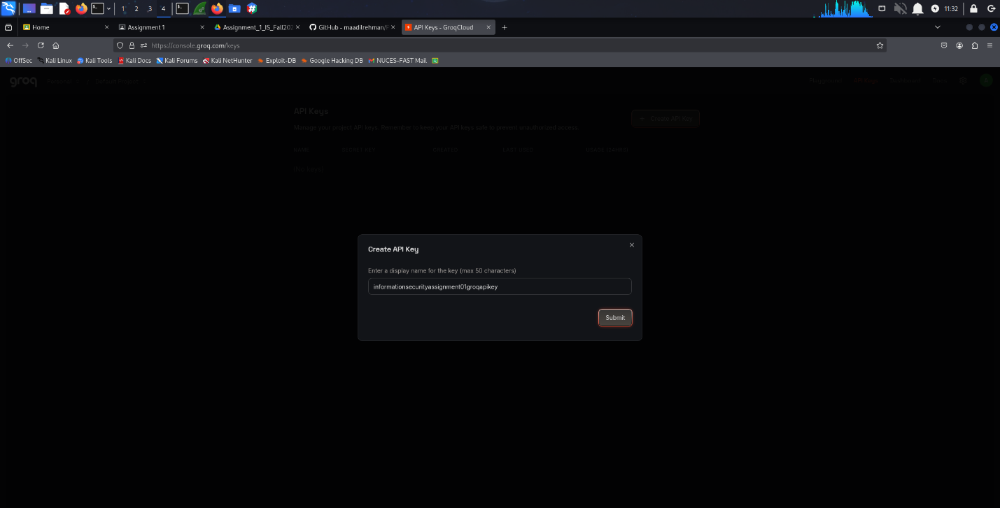 1 2 3 4 11:32
Home Assignment 1 Assignment_1_IS_Fall202 GitHub - maadilrehman/E API Keys - GroqCloud
https://console.groq.com/keys
OffSec Kali Linux Kali Tools Kali Docs Kali Forums Kali NetHunter Exploit-DB Google Hacking DB NUCES-FAST Mail
groq Personal Default Project Playground API Keys Dashboard Docs A
API Keys
Create API Key
Manage your project API keys. Remember to keep your API keys safe to prevent unauthorized access.
NAME SECRET KEY CREATED LAST USED USAGE (24HRS)
Create API Key
Enter a display name for the key (max 50 characters)
informationsecurityassignment01groqapikey
Submit